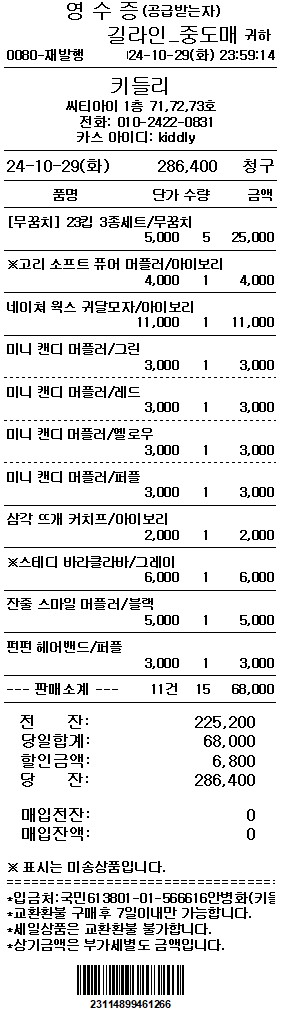 영 수 증(공급받는자)
길라인_중도매 귀하
0080-재발행 24-10-29(화) 23:59:14
키들리
씨티아이 1층 71,72,73호
전화: 010-2422-0831
카스 아이디: kiddly
24-10-29(화) 286,400 청구
품명 단가 수량 금액
[무꿈치] 23킵 3종세트/무꿈치
5,000 5 25,000
※고리 소프트 퓨어 머플러/아이보리
4,000 1 4,000
네이쳐 웍스 귀달모자/아이보리
11,000 1 11,000
미니 캔디 머플러/그린
3,000 1 3,000
미니 캔디 머플러/레드
3,000 1 3,000
미니 캔디 머플러/옐로우
3,000 1 3,000
미니 캔디 머플러/퍼플
3,000 1 3,000
삼각 뜨개 커치프/아이보리
2,000 1 2,000
※스테디 바라클라바/그레이
6,000 1 6,000
잔줄 스마일 머플러/블랙
5,000 1 5,000
펀펀 헤어밴드/퍼플
3,000 1 3,000
--- 판매소계 --- 11건 15 68,000
전 잔: 225,200
당일합계: 68,000
할인금액: 6,800
당 잔: 286,400
매입전잔: 0
매입잔액: 0
※ 표시는 미송상품입니다.
*입금처:국민613801-01-566616안병화(키들
*교환환불 구매후 7일이내만 가능합니다.
*세일상품은 교환환불 불가합니다.
*상기금액은 부가세별도 금액입니다.
23114899461266